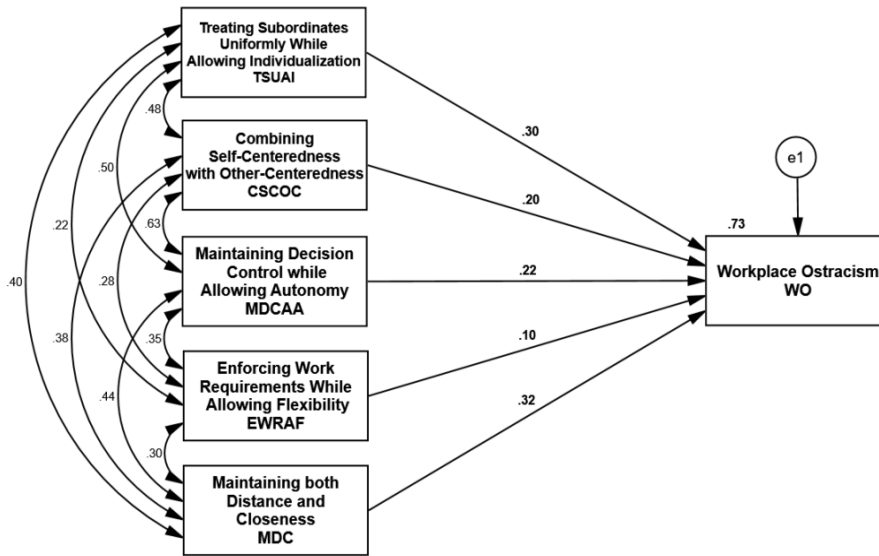 Treating Subordinates
Uniformly While
Allowing Individualization
TSUAI
.48
.30
Combining
Self-Centeredness
with Other-Centeredness
CSCOC
e1
.50
.20
.22
.63
.73
Maintaining Decision
Control while
Allowing Autonomy
MDCAA
.22
Workplace Ostracism
WO
.40
.28
.38
.35
.10
Enforcing Work
Requirements While
Allowing Flexibility
EWRAF
.44
.32
.30
Maintaining both
Distance and
Closeness
MDC